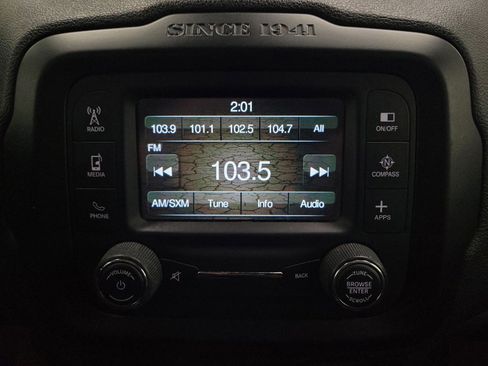 SINCE 1941
2:01
103.9 101.1 102.5 104.7 All
FM
103.5
AM/SXM Tune Info Audio
RADIO
MEDIA
PHONE
ON/OFF
N
COMPASS
APPS
VOLUME
BACK
TUNE
BROWSE
ENTER
SCROLL